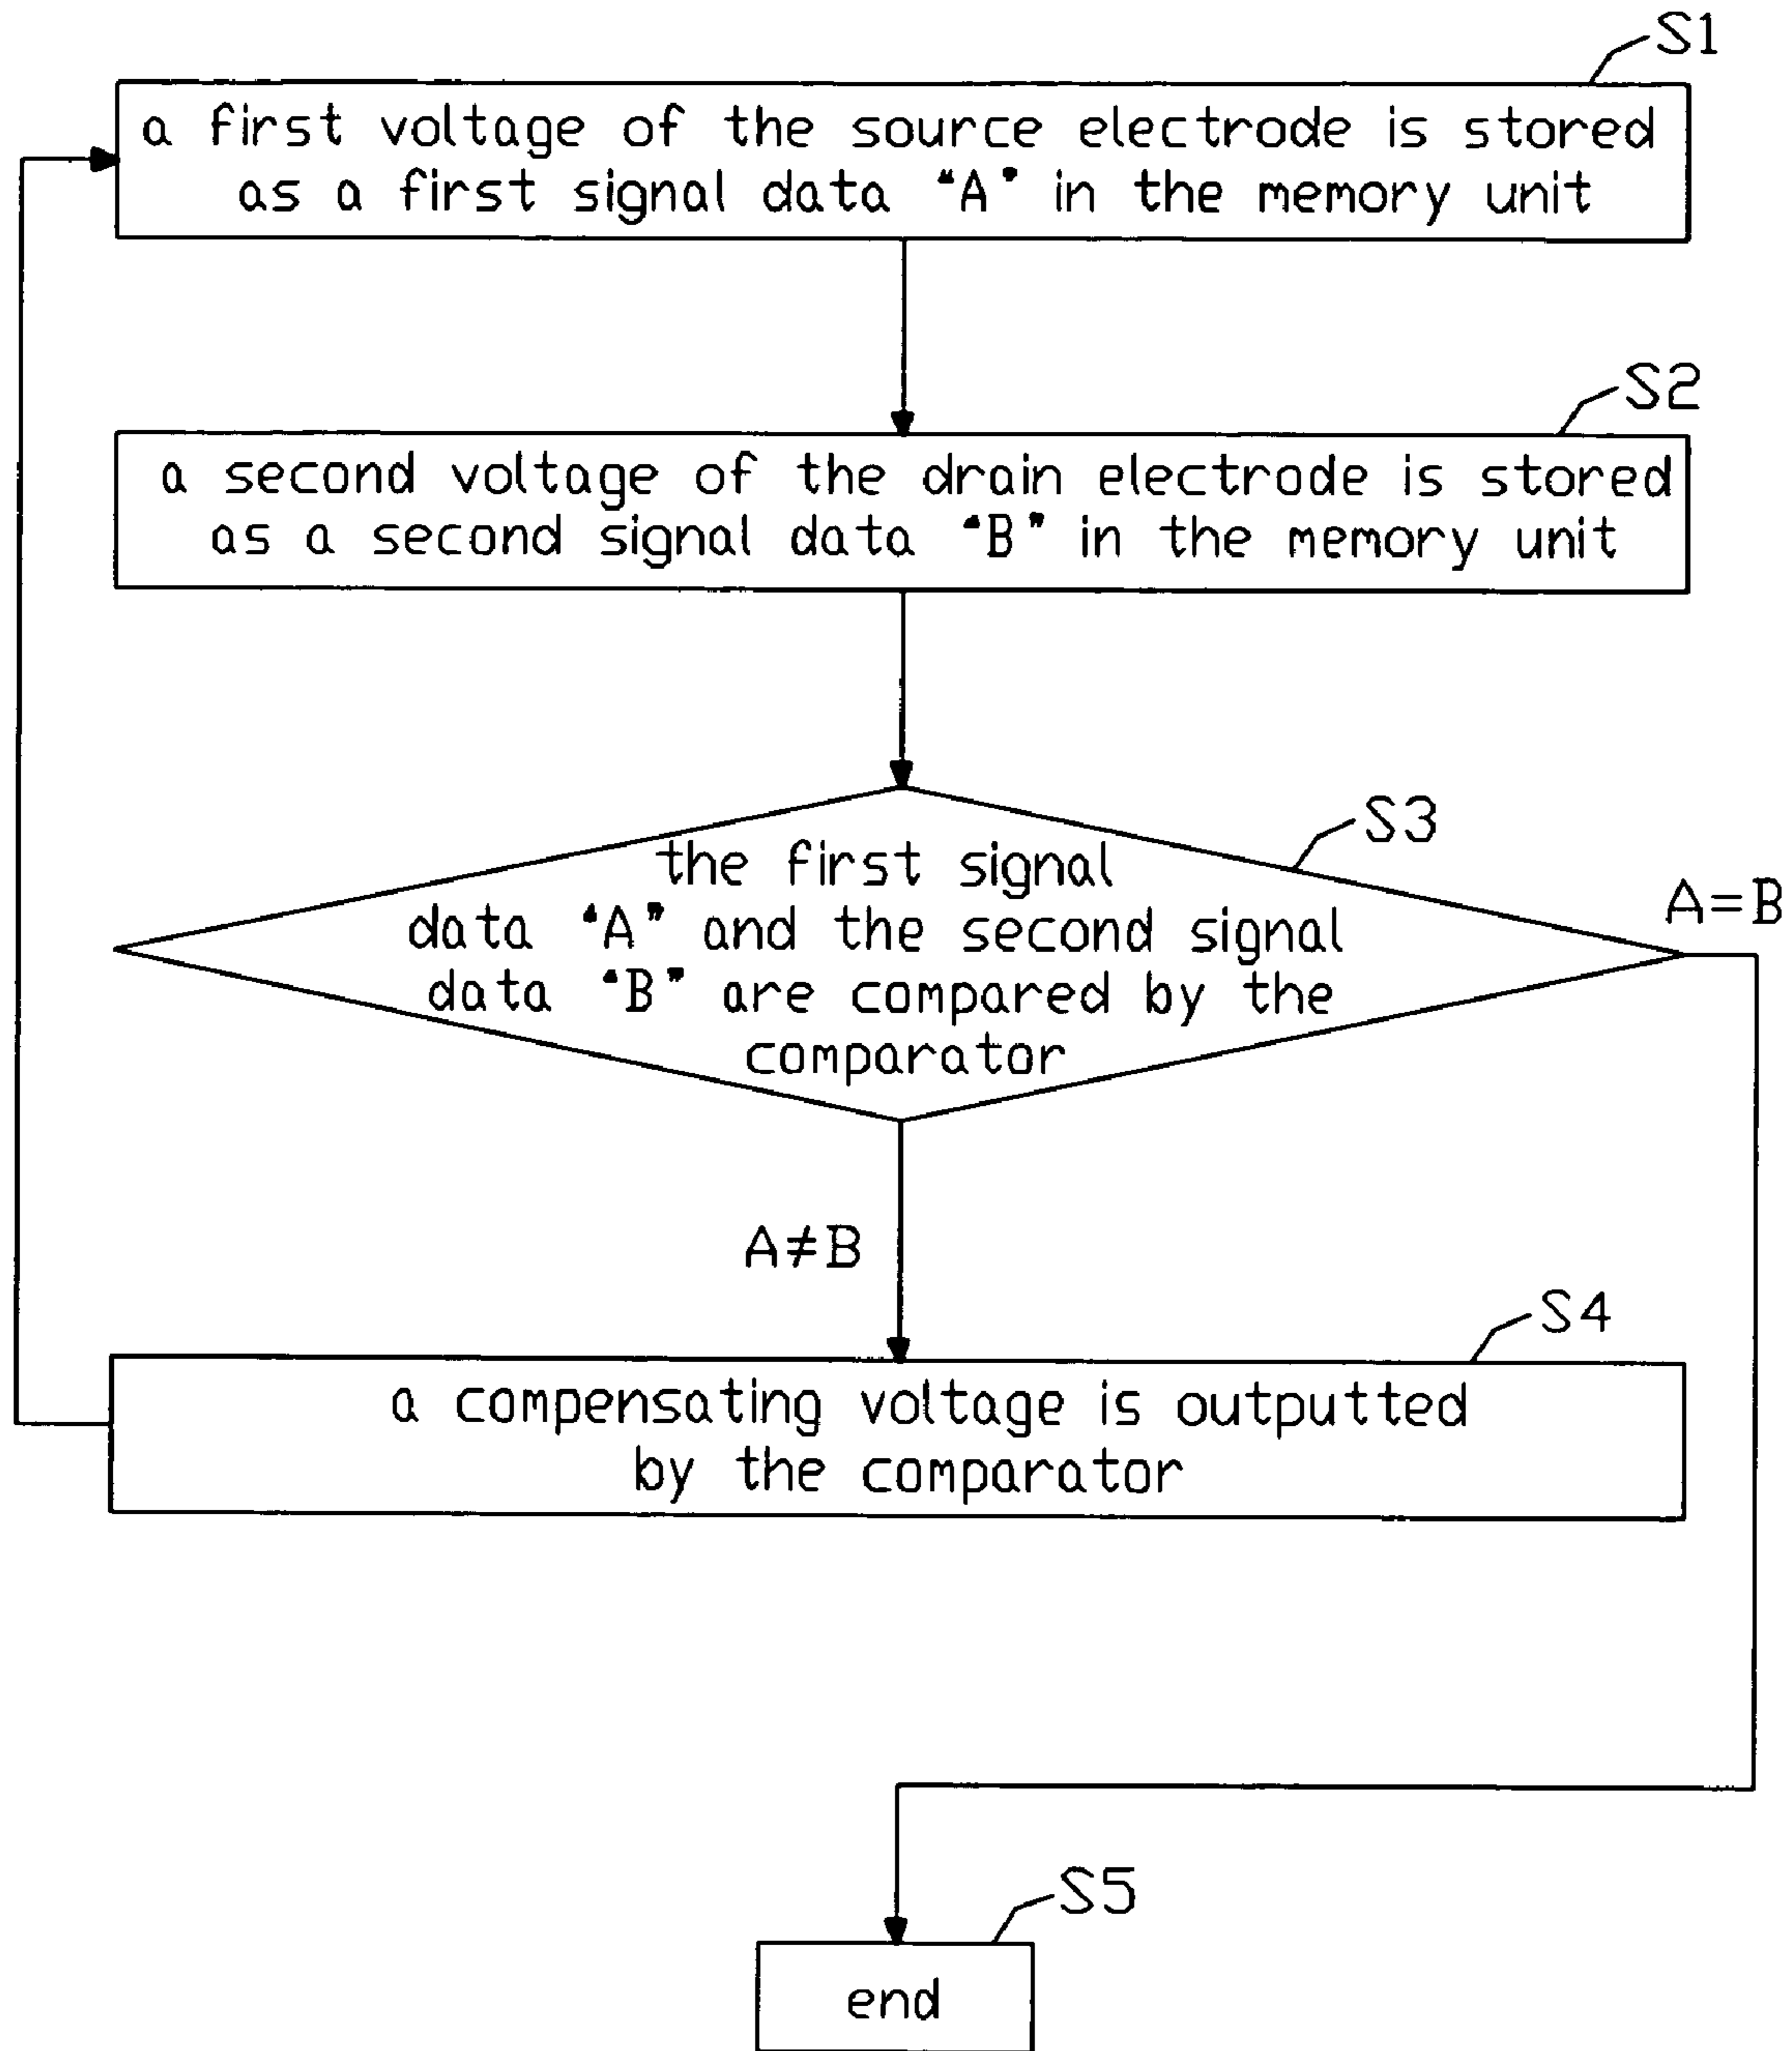 S1
a first voltage of the source electrode is stored
as a first signal data "A" in the memory unit
S2
a second voltage of the drain electrode is stored
as a second signal data "B" in the memory unit
S3
the first signal
data "A" and the second signal
data "B" are compared by the
comparator
A=B
A≠B
S4
a compensating voltage is outputted
by the comparator
S5
end